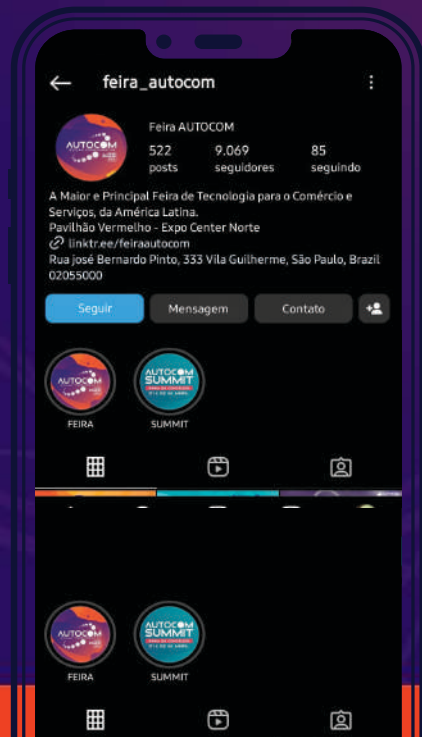 feira_autocom
Feira AUTOCOM
AUTOCOM
522 9.069 85
posts seguidores seguindo
A Maior e Principal Feira de Tecnologia para o Comércio e
Serviços, da América Latina.
Pavilhão Vermelho - Expo Center Norte
linktr.ee/feiraautocom
Rua josé Bernardo Pinto, 333 Vila Guilherme, São Paulo, Brazil
02055000
Seguir Mensagem Contato
AUTOCOM AUTOCOM
SUMMIT
FEIRA SUMMIT
AUTOCOM AUTOCOM
SUMMIT
FEIRA SUMMIT